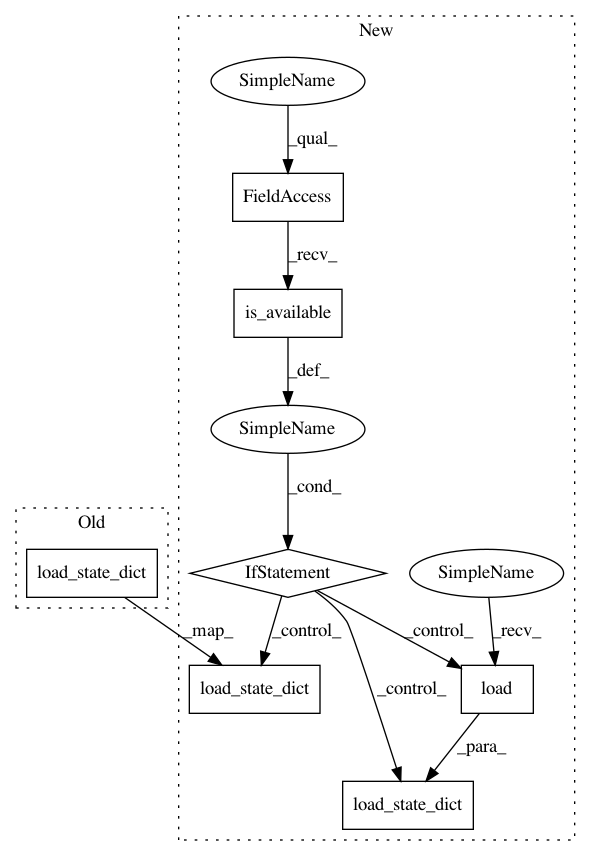 New
SimpleName
_qual_
FieldAccess
_recv_
is_available
_def_
SimpleName
_cond_
Old
load_state_dict
IfStatement
SimpleName
_map_
_control_
_control_
_recv_
load_state_dict
_control_
load
_para_
load_state_dict